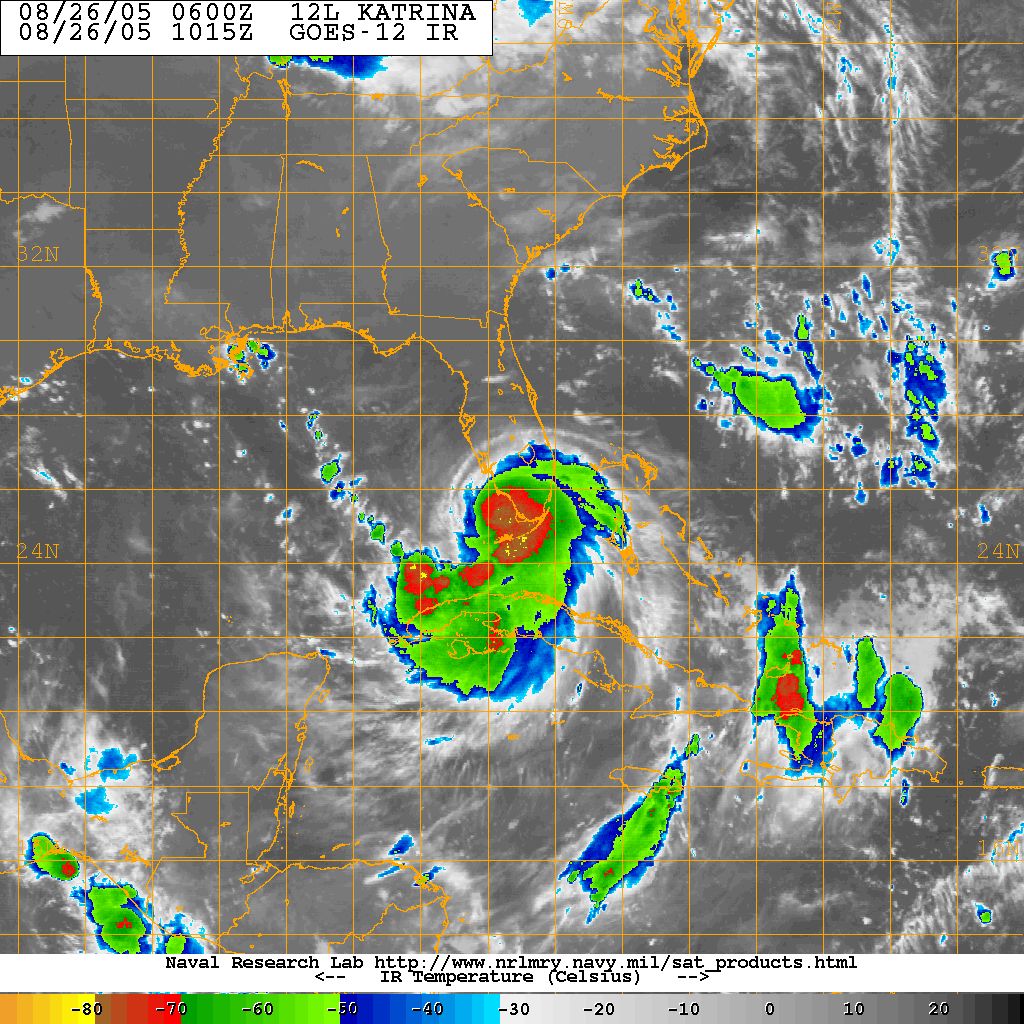 08/26/05 0600Z 12L KATRINA
08/26/05 1015Z GOES-12 IR
32N
24N
24N
Naval Research Lab http://www.nrlmry.navy.mil/sat_products.html
<-- IR Temperature (Celsius) -->
-80 -70 -60 -50 -40 -30 -20 -10 0 10 20